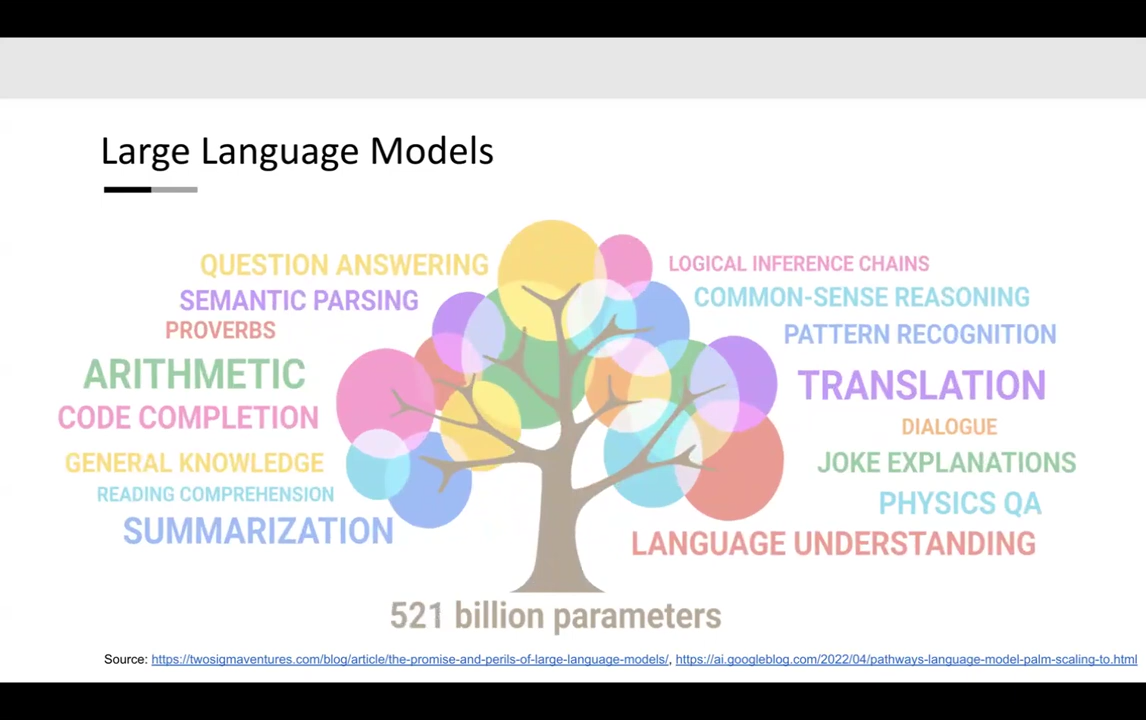 Large Language Models
QUESTION ANSWERING
SEMANTIC PARSING
PROVERBS
ARITHMETIC
CODE COMPLETION
GENERAL KNOWLEDGE
READING COMPREHENSION
SUMMARIZATION
LOGICAL INFERENCE CHAINS
COMMON-SENSE REASONING
PATTERN RECOGNITION
TRANSLATION
DIALOGUE
JOKE EXPLANATIONS
PHYSICS QA
LANGUAGE UNDERSTANDING
521 billion parameters
Source: https://twosigmaventures.com/blog/article/the-promise-and-perils-of-large-language-models/, https://ai.googleblog.com/2022/04/pathways-language-model-palm-scaling-to.html